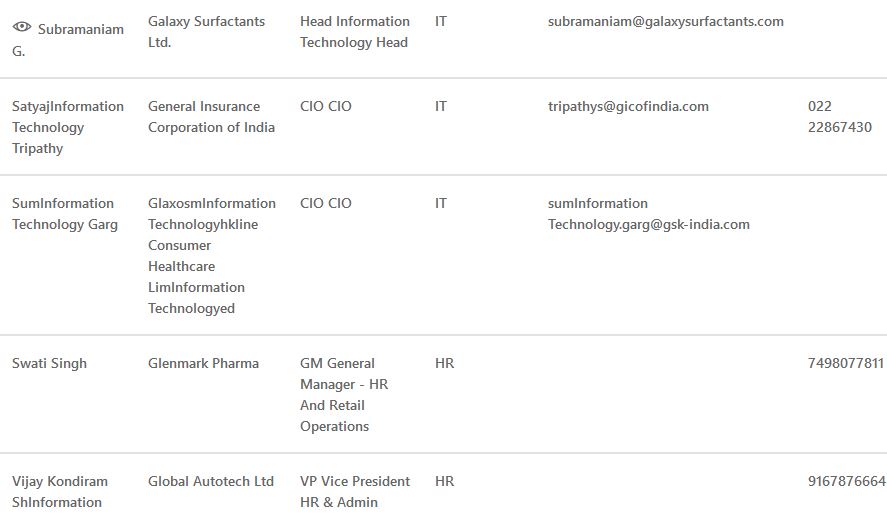 Subramaniam G.
Galaxy Surfactants Ltd.
Head Information Technology Head
IT
subramaniam@galaxysurfactants.com
SatyajInformation Technology Tripathy
General Insurance Corporation of India
CIO CIO
IT
tripathys@gicofindia.com
022 22867430
SumInformation Technology Garg
GlaxosmInformation Technologyhkline Consumer Healthcare LimInformation Technologyed
CIO CIO
IT
sumInformation Technology.garg@gsk-india.com
Swati Singh
Glenmark Pharma
GM General Manager - HR And Retail Operations
HR
7498077811
Vijay Kondiram ShInformation
Global Autotech Ltd
VP Vice President HR & Admin
HR
9167876664